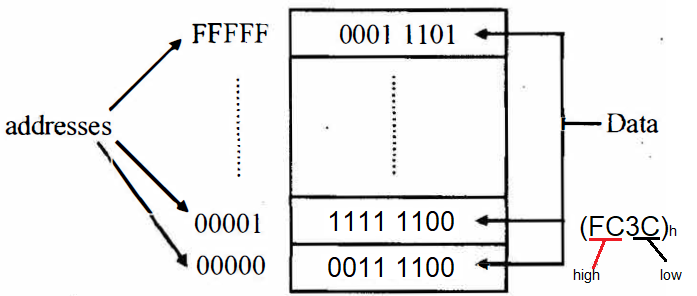 FFFFF 0001 1101
addresses
Data
00001 1111 1100
(FC3C)h
00000 0011 1100
high low